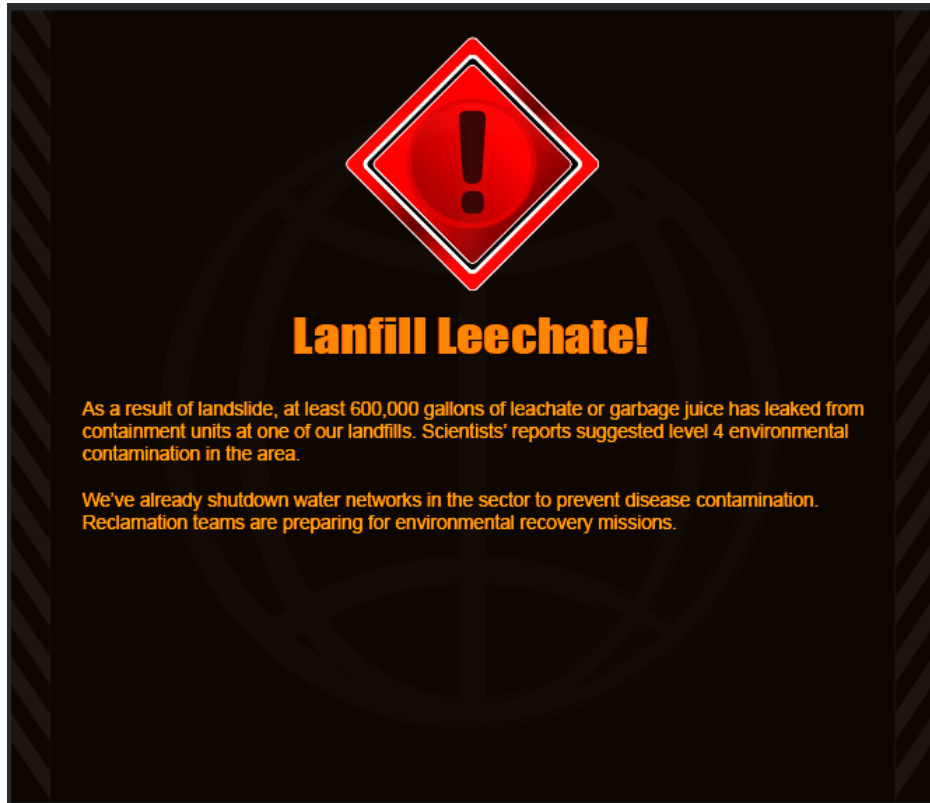 Lanfill Leechate!
As a result of landslide, at least 600,000 gallons of leachate or garbage juice has leaked from
containment units at one of our landfills. Scientists' reports suggested level 4 environmental
contamination in the area.
We've already shutdown water networks in the sector to prevent disease contamination.
Reclamation teams are preparing for environmental recovery missions.